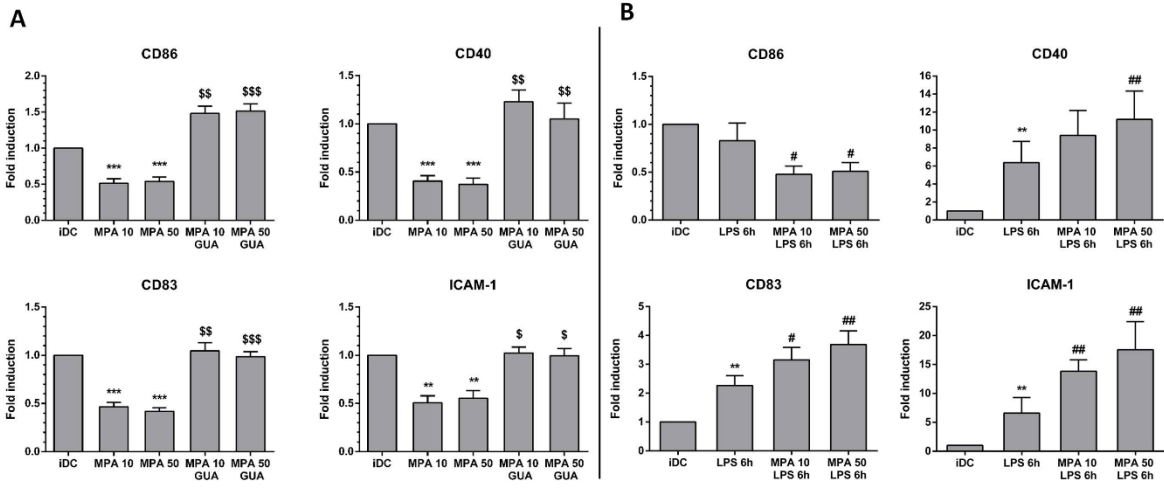 A
CD86
Fold induction
2.0
1.5
1.0
0.5
0.0
***
***
$$
$$$
iDC
MPA 10
MPA 50
MPA 10
GUA
MPA 50
GUA
CD40
Fold induction
1.5
1.0
0.5
0.0
***
***
$$
$$
iDC
MPA 10
MPA 50
MPA 10
GUA
MPA 50
GUA
CD83
Fold induction
1.5
1.0
0.5
0.0
***
***
$$
$$$
iDC
MPA 10
MPA 50
MPA 10
GUA
MPA 50
GUA
ICAM-1
Fold induction
1.5
1.0
0.5
0.0
**
**
$
$
iDC
MPA 10
MPA 50
MPA 10
GUA
MPA 50
GUA
B
CD86
Fold induction
1.5
1.0
0.5
0.0
#
#
iDC
LPS 6h
MPA 10
LPS 6h
MPA 50
LPS 6h
CD40
Fold induction
16
14
12
10
8
6
4
2
0
**
##
iDC
LPS 6h
MPA 10
LPS 6h
MPA 50
LPS 6h
CD83
Fold induction
5
4
3
2
1
0
**
#
##
iDC
LPS 6h
MPA 10
LPS 6h
MPA 50
LPS 6h
ICAM-1
Fold induction
25
20
15
10
5
0
**
##
##
iDC
LPS 6h
MPA 10
LPS 6h
MPA 50
LPS 6h